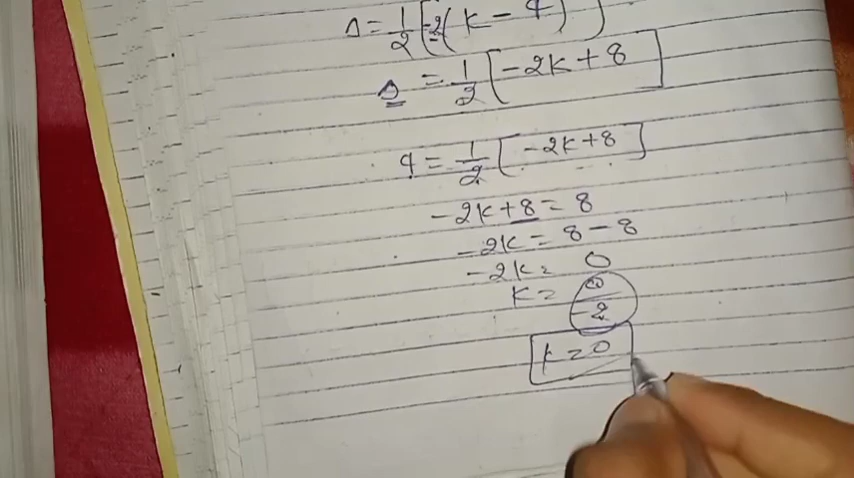 Δ = 1/2 [-2(k - 4)]
Δ = 1/2 [-2k + 8]
4 = 1/2 [-2k + 8]
-2k + 8 = 8
-2k = 8 - 8
-2k = 0
k = 0/-2
k = 0